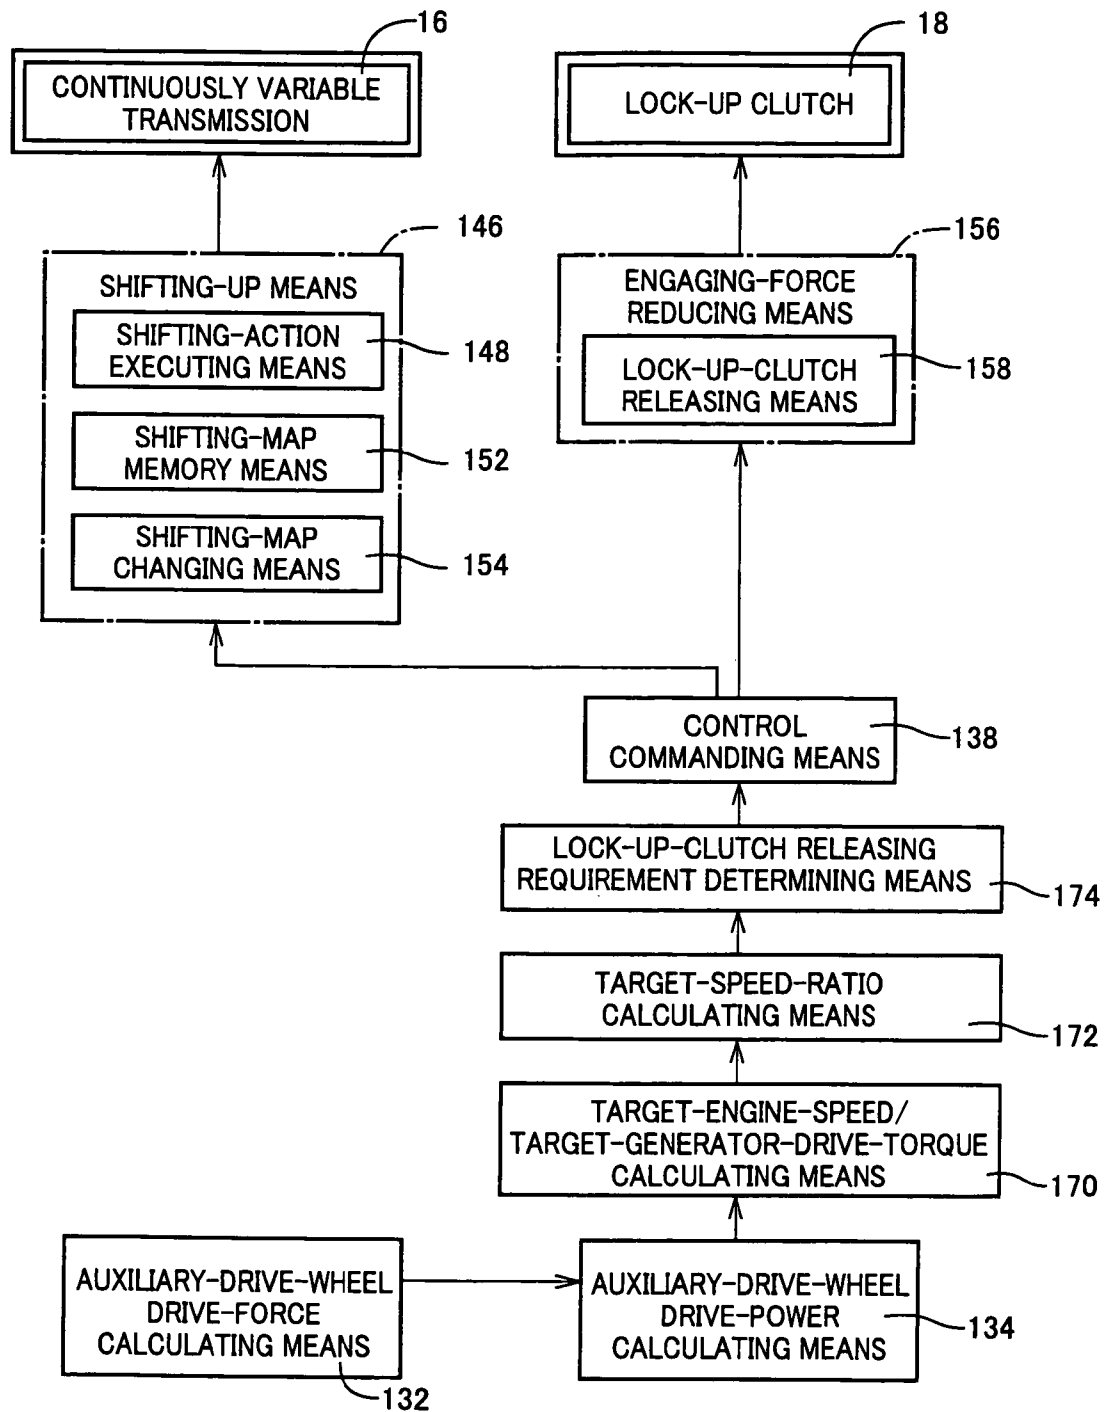 16
CONTINUOUSLY VARIABLE
TRANSMISSION
18
LOCK-UP CLUTCH
146
SHIFTING-UP MEANS
SHIFTING-ACTION
EXECUTING MEANS
148
SHIFTING-MAP
MEMORY MEANS
152
SHIFTING-MAP
CHANGING MEANS
154
156
ENGAGING-FORCE
REDUCING MEANS
LOCK-UP-CLUTCH
RELEASING MEANS
158
CONTROL
COMMANDING MEANS
138
LOCK-UP-CLUTCH RELEASING
REQUIREMENT DETERMINING MEANS
174
TARGET-SPEED-RATIO
CALCULATING MEANS
172
TARGET-ENGINE-SPEED/
TARGET-GENERATOR-DRIVE-TORQUE
CALCULATING MEANS
170
AUXILIARY-DRIVE-WHEEL
DRIVE-FORCE
CALCULATING MEANS
132
AUXILIARY-DRIVE-WHEEL
DRIVE-POWER
CALCULATING MEANS
134